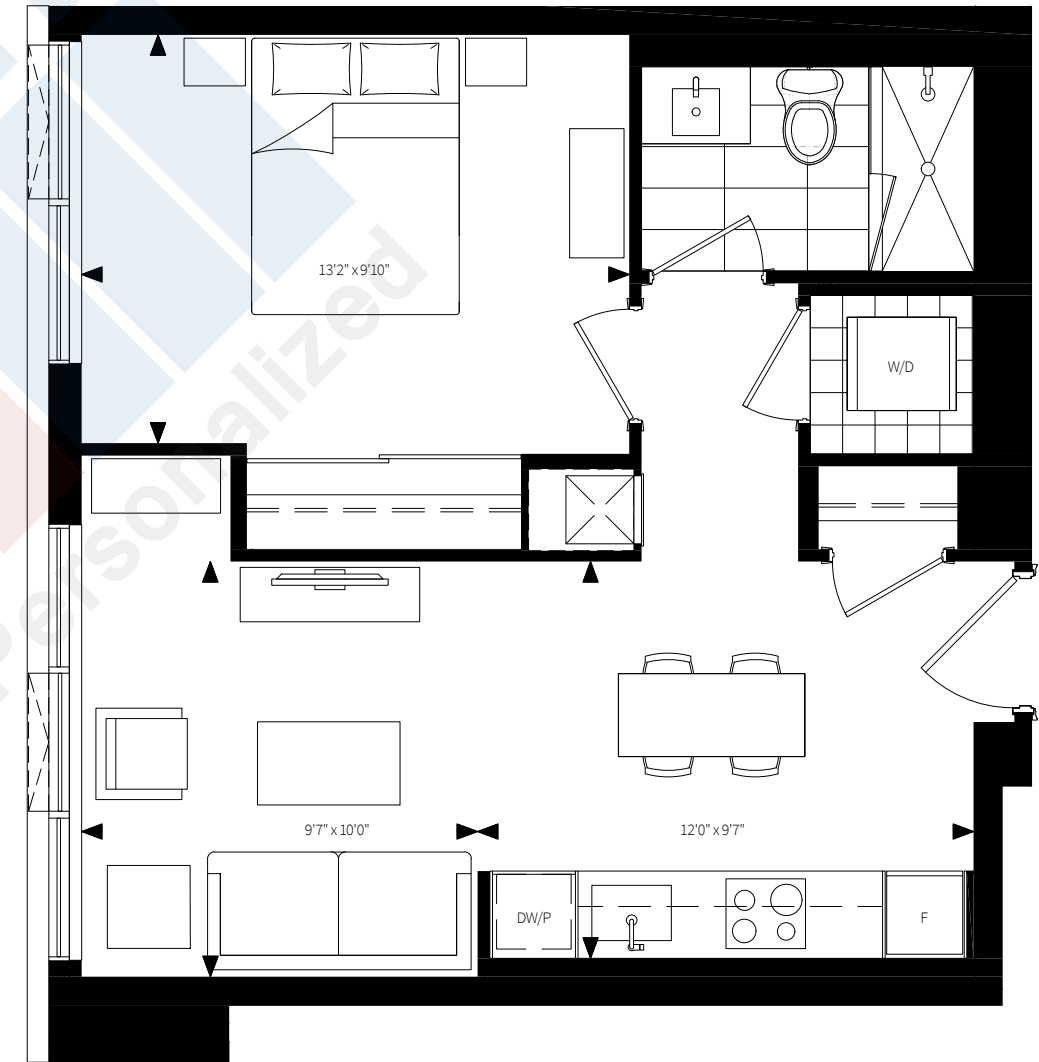 13'2" x 9'10"
W/D
9'7" x 10'0"
12'0" x 9'7"
DW/P
F
Personalized